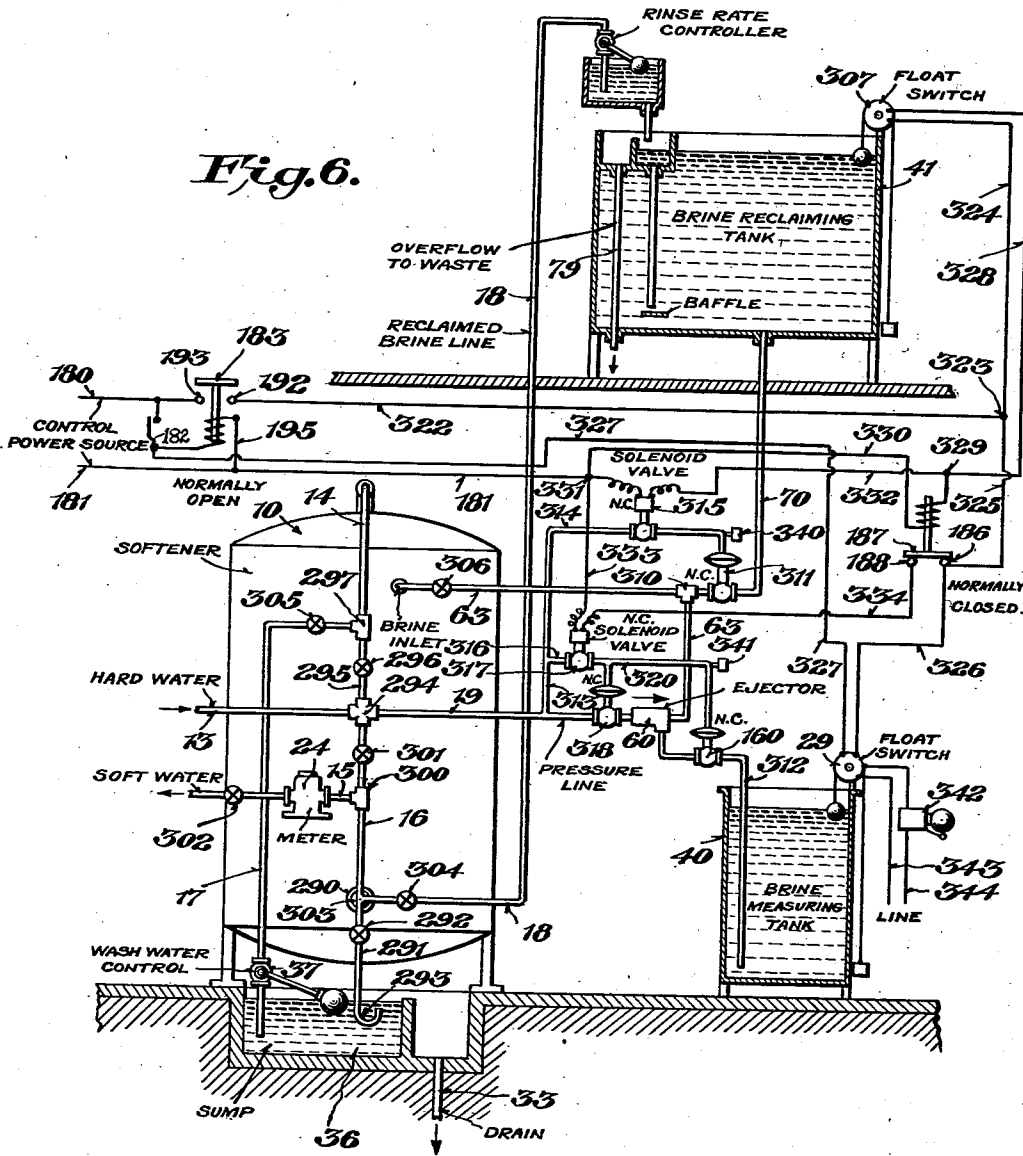 RINSE RATE
CONTROLLER
307
FLOAT
SWITCH
Fig. 6.
41
BRINE RECLAIMING
TANK
324
OVERFLOW
TO WASTE
79
328
18
BAFFLE
RECLAIMED
BRINE LINE
183
193
192
323
180
322
327
330
329
CONTROL
POWER SOURCE
182
195
SOLENOID
VALVE
331
332
325
181
NORMALLY
OPEN
181
N.C.
315
70
14
314
187
186
10
340
188
SOFTENER
333
310
N.C.
311
NORMALLY
CLOSED.
297
306
305
63
334
BRINE
INLET
N.C.
SOLENOID
VALVE
63
341
327
316
326
296
317
320
295
N.C.
EJECTOR
HARD WATER
294
19
313
N.C.
13
301
318
60
160
29
FLOAT
SWITCH
24
300
PRESSURE
LINE
312
SOFT WATER
15
342
302
METER
16
40
17
290
304
343
303
BRINE
MEASURING
TANK
344
292
18
LINE
291
WASH WATER
CONTROL
37
293
33
SUMP
36
DRAIN